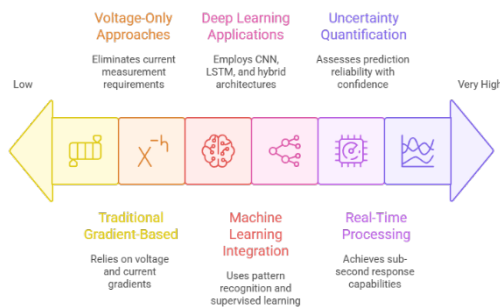 Voltage-Only
Approaches
Eliminates current
measurement
requirements
Deep Learning
Applications
Employs CNN,
LSTM, and hybrid
architectures
Uncertainty
Quantification
Assesses prediction
reliability with
confidence
Low
Very High
X⁻ʰ
Traditional
Gradient-Based
Relies on voltage
and current
gradients
Machine
Learning
Integration
Uses pattern
recognition and
supervised learning
Real-Time
Processing
Achieves sub-
second response
capabilities